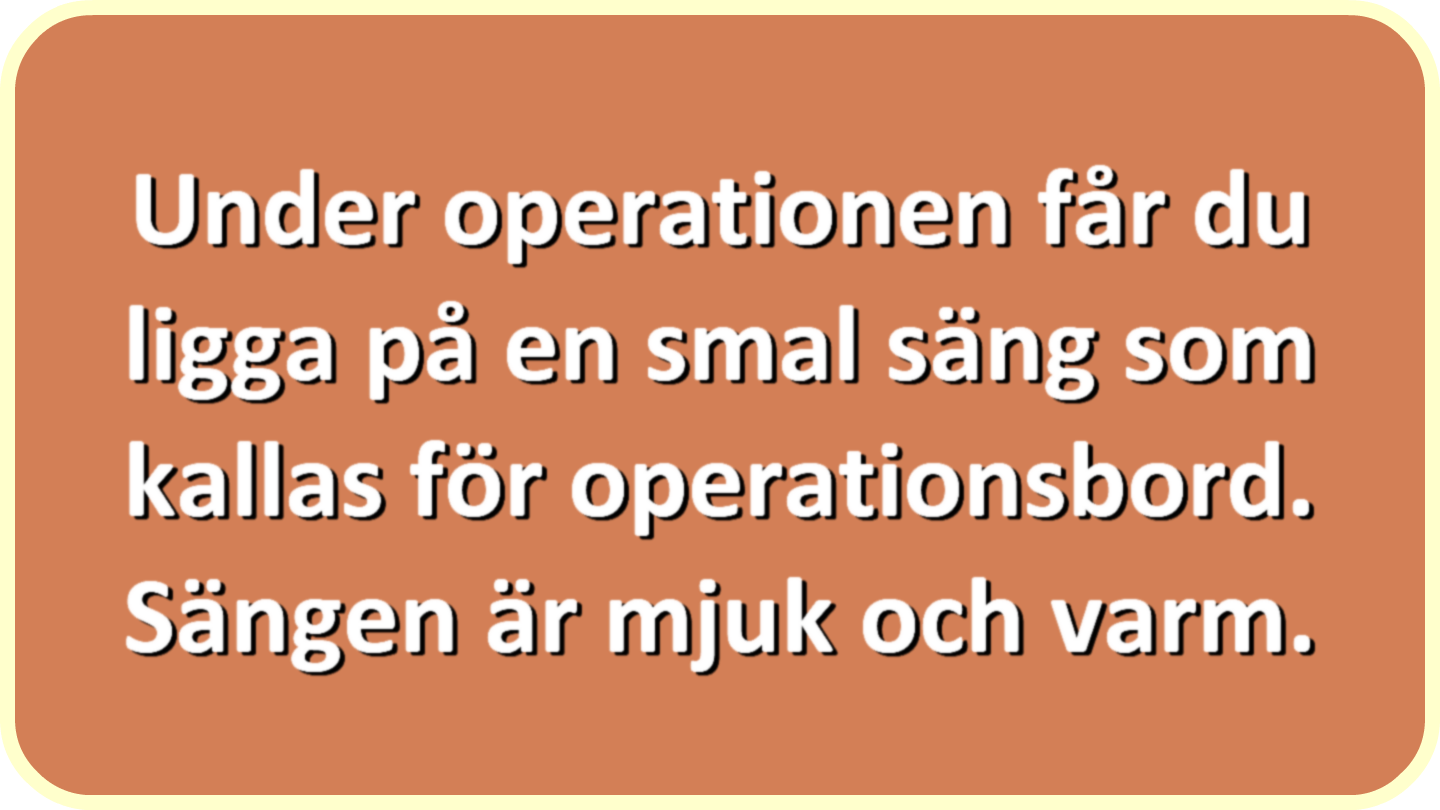 Under operationen får du
ligga på en smal säng som
kallas för operationsbord.
Sängen är mjuk och varm.